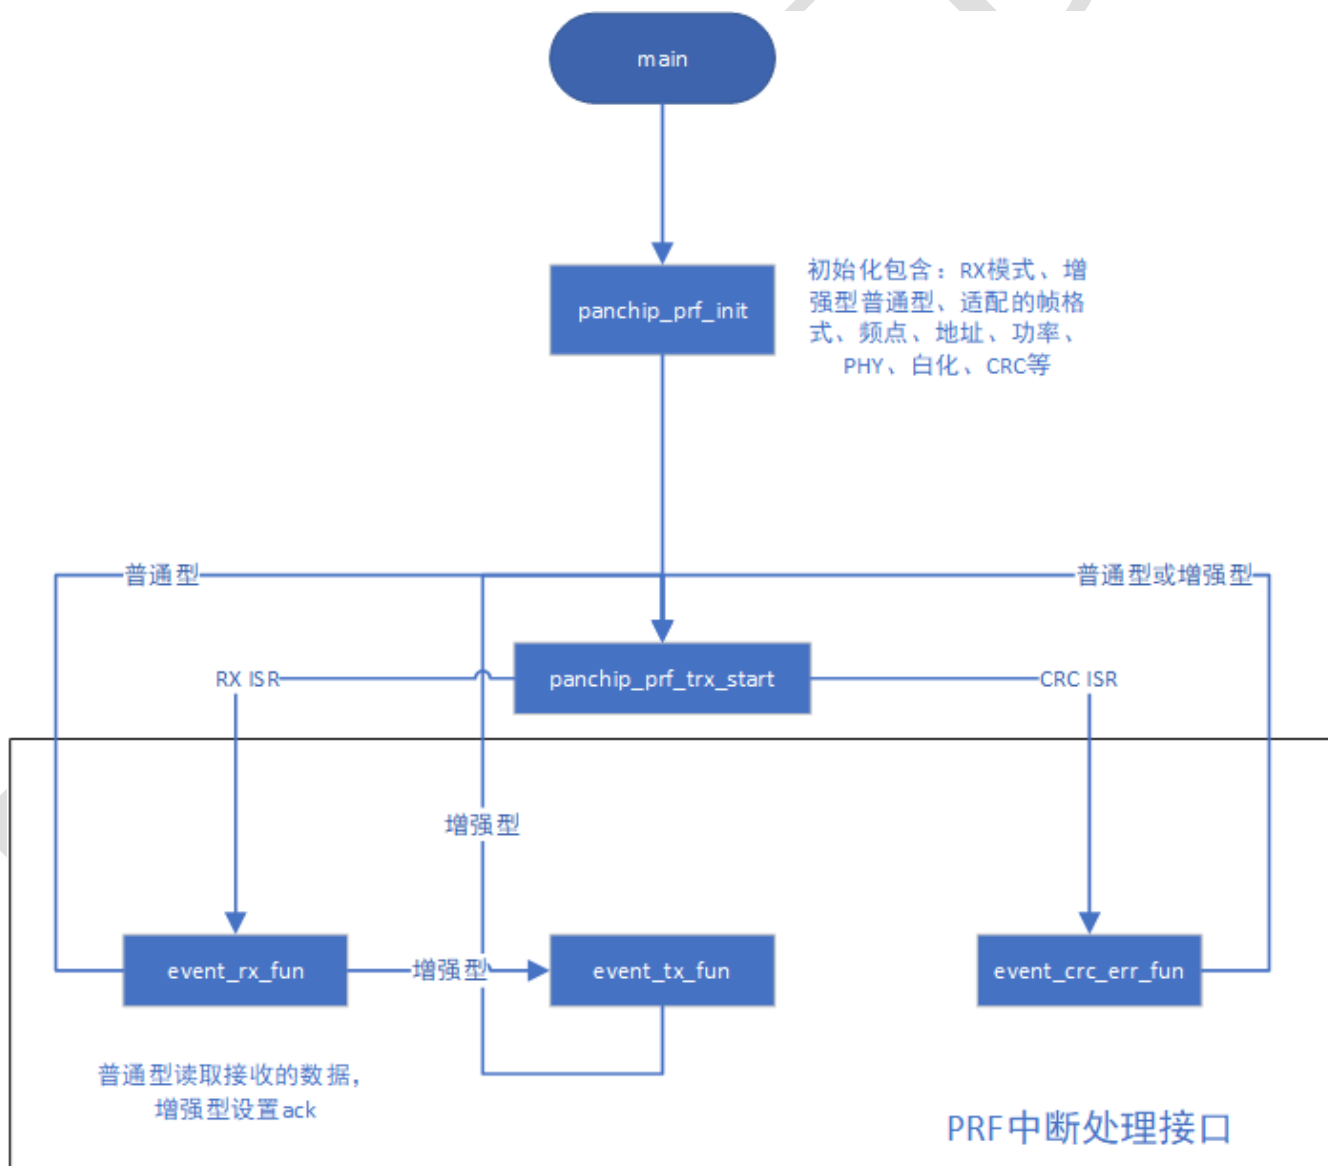 main
panchip_prf_init
初始化包含：RX模式、增
强型普通型、适配的帧格
式、频点、地址、功率、
PHY、白化、CRC等
普通型
普通型或增强型
RX ISR
panchip_prf_trx_start
CRC ISR
增强型
event_rx_fun
增强型
event_tx_fun
event_crc_err_fun
普通型读取接收的数据，
增强型设置ack
PRF中断处理接口